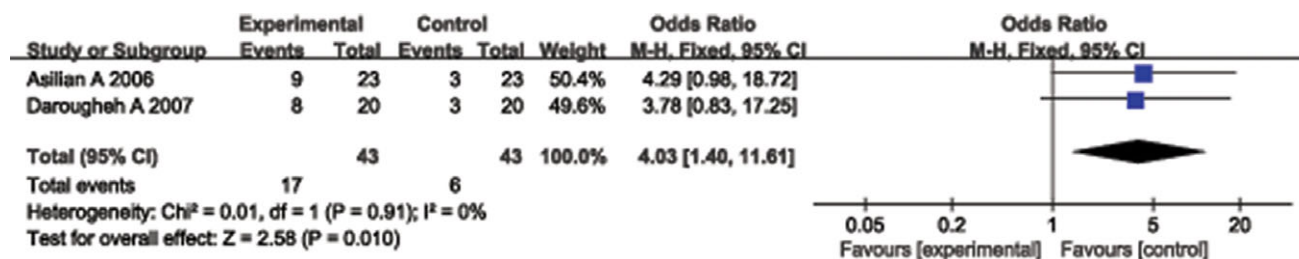 Experimental Control Odds Ratio Odds Ratio
Study or Subgroup Events Total Events Total Weight M-H, Fixed, 95% CI M-H, Fixed, 95% CI
Asilian A 2006 9 23 3 23 50.4% 4.29 [0.98, 18.72]
Darougheh A 2007 8 20 3 20 49.6% 3.78 [0.83, 17.25]
Total (95% CI) 43 43 100.0% 4.03 [1.40, 11.61]
Total events 17 6
Heterogeneity: Chi² = 0.01, df = 1 (P = 0.91); I² = 0%
Test for overall effect: Z = 2.58 (P = 0.010)
0.05 0.2 1 5 20
Favours [experimental] Favours [control]